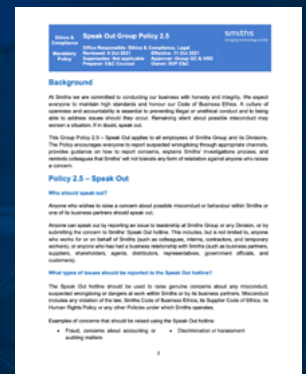 Ethics & Compliance
Speak Out Group Policy 2.5
smiths
bringing technology to life
Mandatory Policy
Office Responsible: Ethics & Compliance, Legal
Reviewed: 8 Oct 2021 Effective: 11 Oct 2021
Supersedes: Not applicable Approver: Group GC & HRD
Preparer: E&C Counsel Owner: SVP E&C
Background
At Smiths we are committed to conducting our business with honesty and integrity. We expect
everyone to maintain high standards and honour our Code of Business Ethics. A culture of
openness and accountability is essential to preventing illegal or unethical conduct and to being
able to address issues should they occur. Remaining silent about possible misconduct may
worsen a situation. If in doubt, speak out.
This Group Policy 2.5 – Speak Out applies to all employees of Smiths Group and its Divisions.
The Policy encourages everyone to report suspected wrongdoing through appropriate channels,
provides guidance on how to report concerns, explains Smiths' investigations process, and
reminds colleagues that Smiths will not tolerate any form of retaliation against anyone who raises
a concern.
Policy 2.5 – Speak Out
Who should speak out?
Anyone who wishes to raise a concern about possible misconduct or behaviour within Smiths or
one of its business partners should speak out.
Anyone can speak out by reporting an issue to leadership at Smiths Group or any Division, or by
submitting the concern to Smiths' Speak Out hotline. This includes, but is not limited to, anyone
who works for or on behalf of Smiths (such as colleagues, interns, contractors, and temporary
workers), or anyone who has had a business relationship with Smiths (such as business partners,
suppliers, shareholders, agents, distributors, representatives, government officials, and
customers).
What types of issues should be reported to the Speak Out hotline?
The Speak Out hotline should be used to raise genuine concerns about any misconduct,
suspected wrongdoing or dangers at work within Smiths or by its business partners. Misconduct
includes any violation of the law, Smiths Code of Business Ethics, its Supplier Code of Ethics, its
Human Rights Policy or any other Policies under which Smiths operates.
Examples of concerns that should be raised using the Speak Out hotline:
• Fraud, concerns about accounting or auditing matters
• Discrimination or harassment